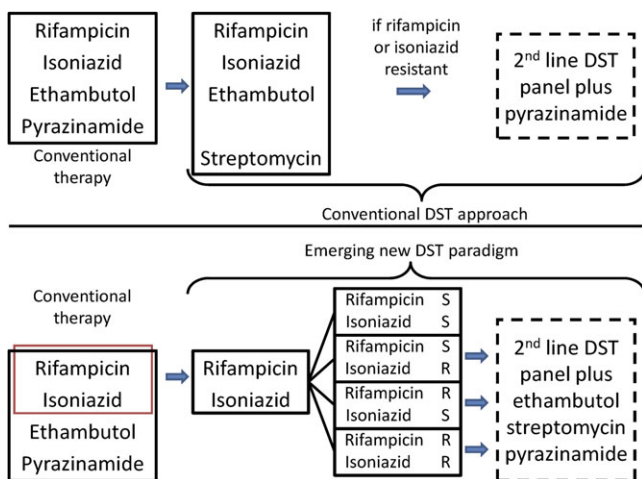 Rifampicin
Isoniazid
Ethambutol
Pyrazinamide
Conventional therapy
Rifampicin
Isoniazid
Ethambutol
Streptomycin
if rifampicin
or isoniazid
resistant
2nd line DST
panel plus
pyrazinamide
Conventional DST approach
Emerging new DST paradigm
Conventional
therapy
Rifampicin
Isoniazid
Ethambutol
Pyrazinamide
Rifampicin
Isoniazid
Rifampicin S
Isoniazid S
Rifampicin S
Isoniazid R
Rifampicin R
Isoniazid S
Rifampicin R
Isoniazid R
2nd line DST
panel plus
ethambutol
streptomycin
pyrazinamide